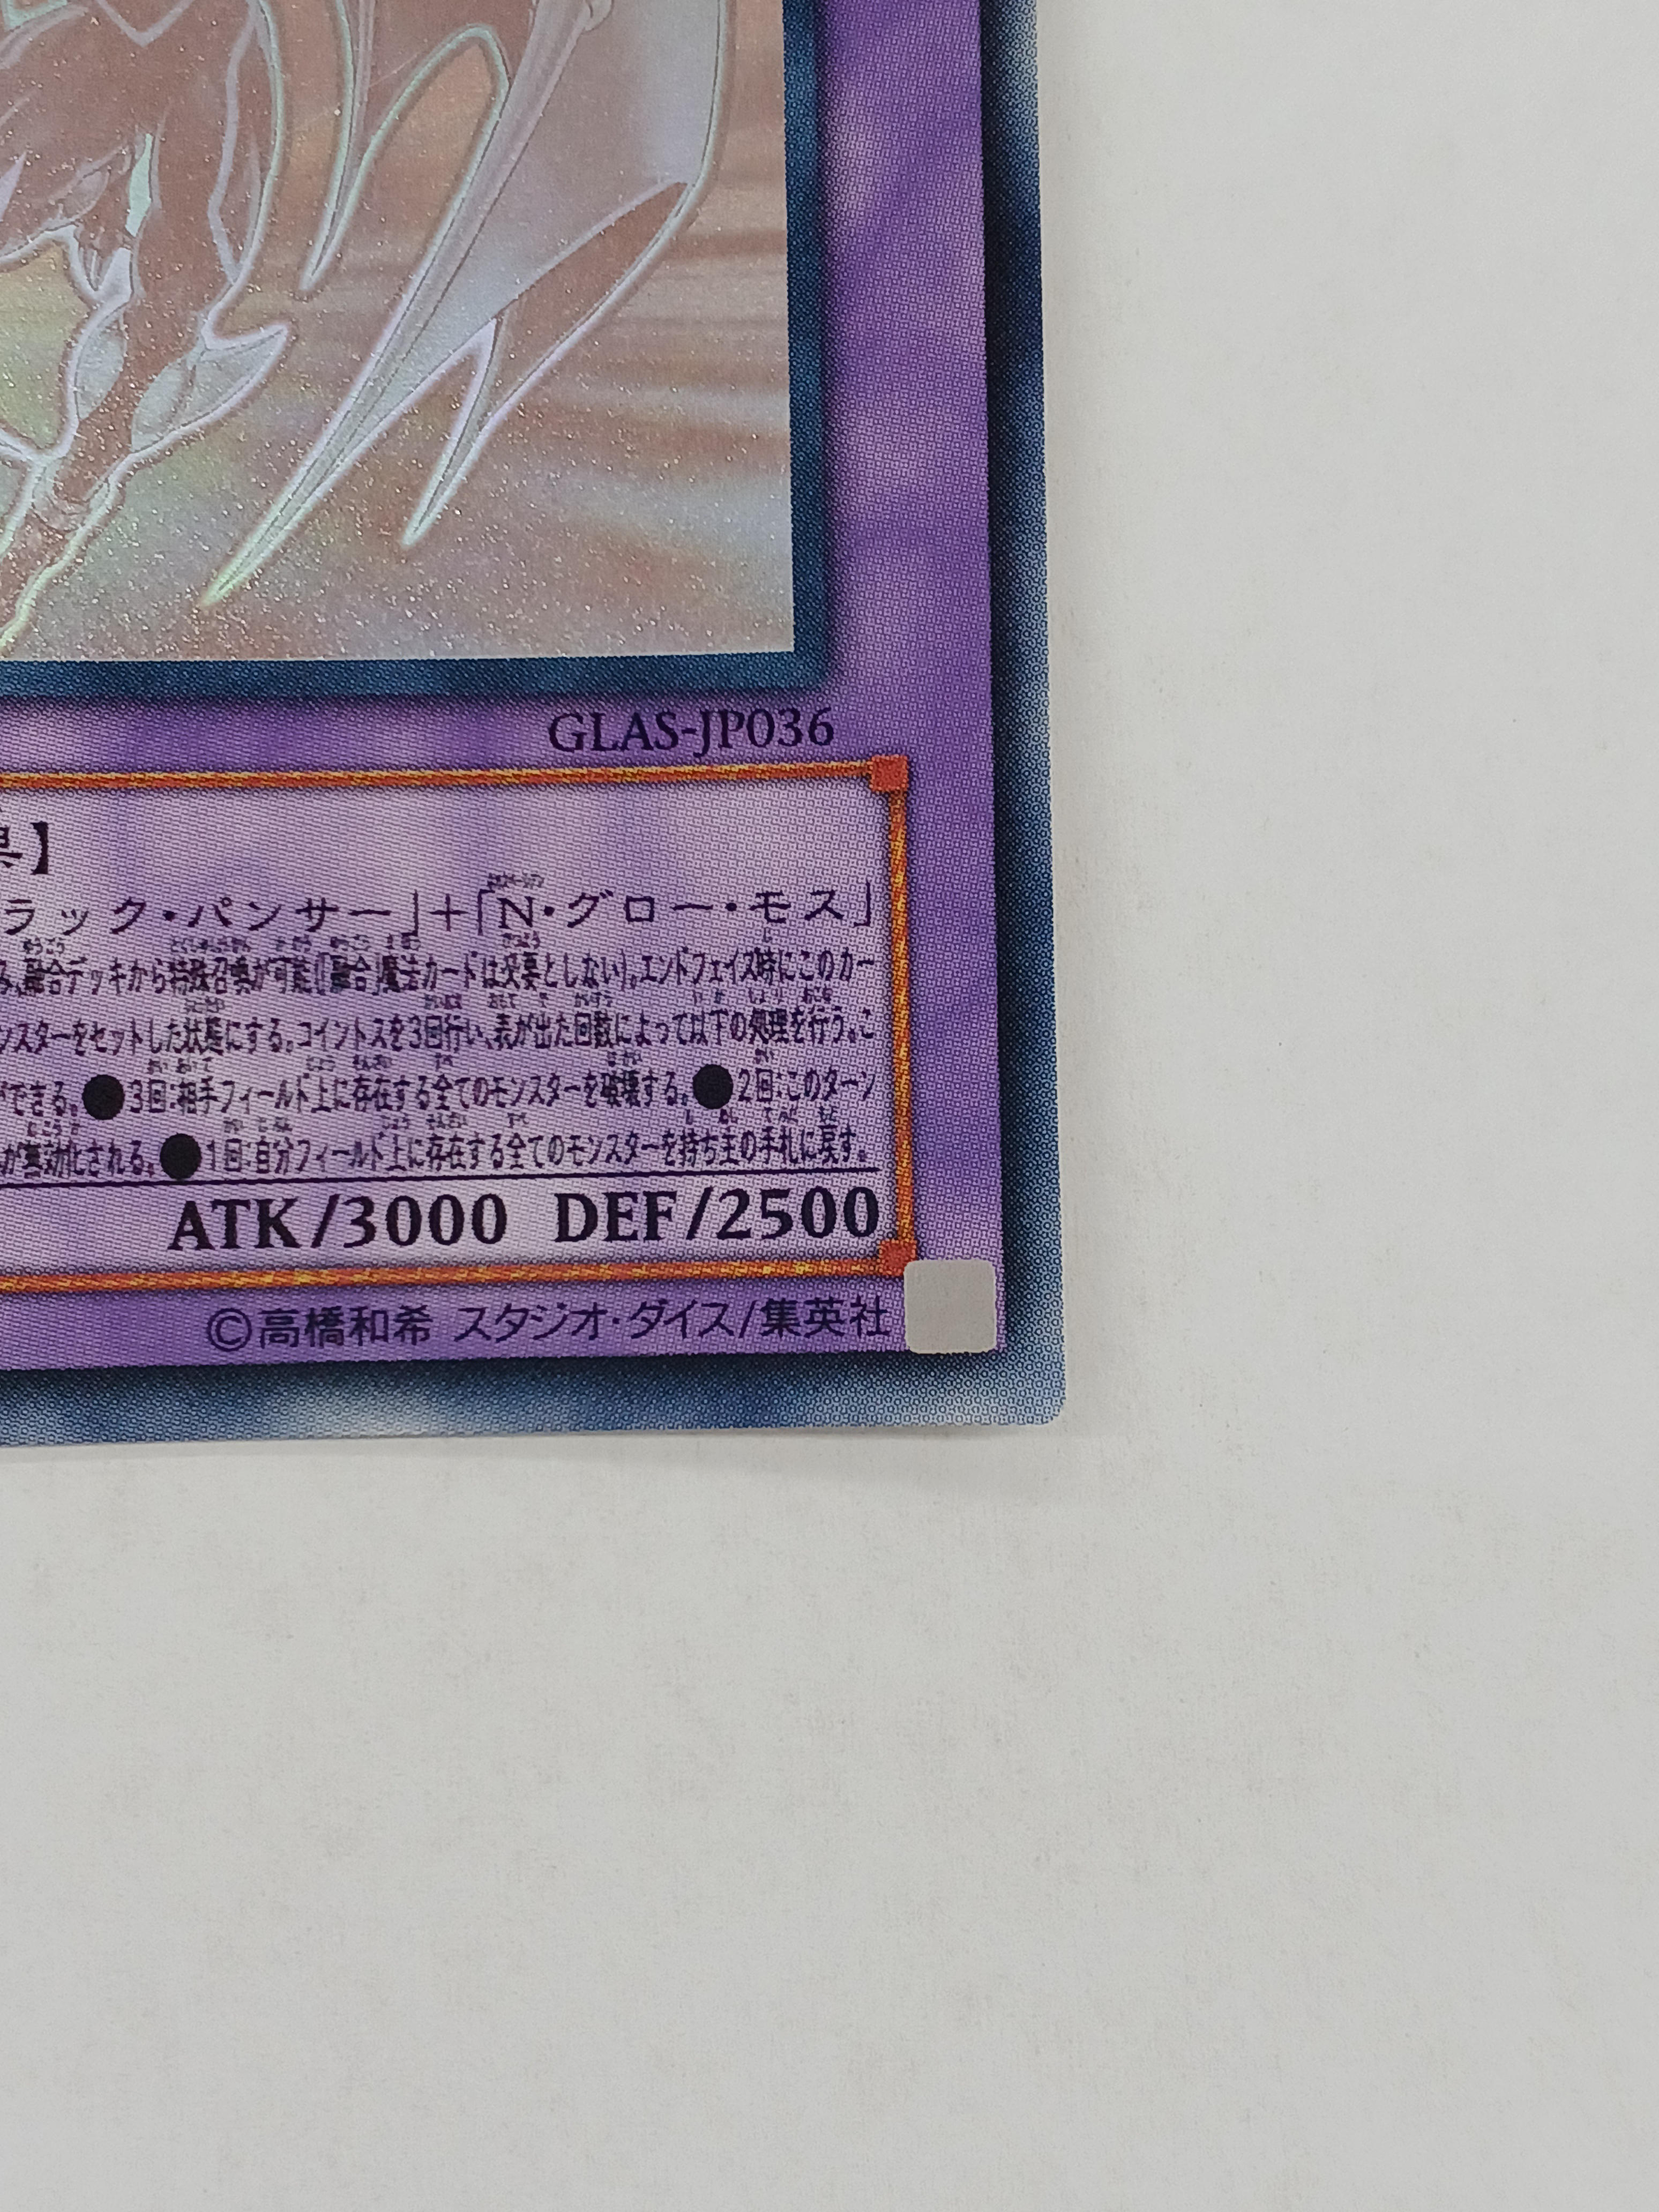 GLAS-JP036
果】
ラック・パンサー」＋「N・グロー・モス」
み、融合デッキから特殊召喚が可能(「融合」魔法カードは必要としない)。エンドフェイズ時にこのカー
ンスターをセットした状態にする。コイントスを3回行い、表が出た回数によって以下の処理を行う。こ
ができる。●3回：相手フィールド上に存在する全てのモンスターを破壊する。●2回：このターン
が無効化される。●1回：自分フィールド上に存在する全てのモンスターを持ち主の手札に戻す。
ATK/3000 DEF/2500
©高橋和希 スタジオ・ダイス/集英社